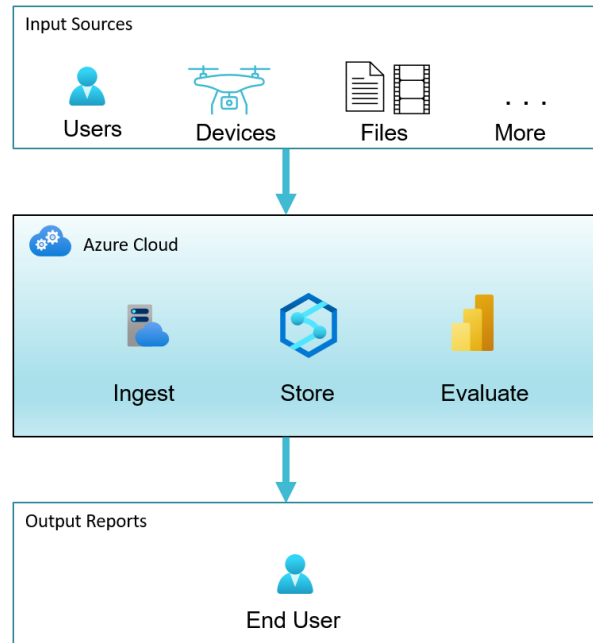 Input Sources
Users Devices Files More
. . .
Azure Cloud
Ingest Store Evaluate
Output Reports
End User